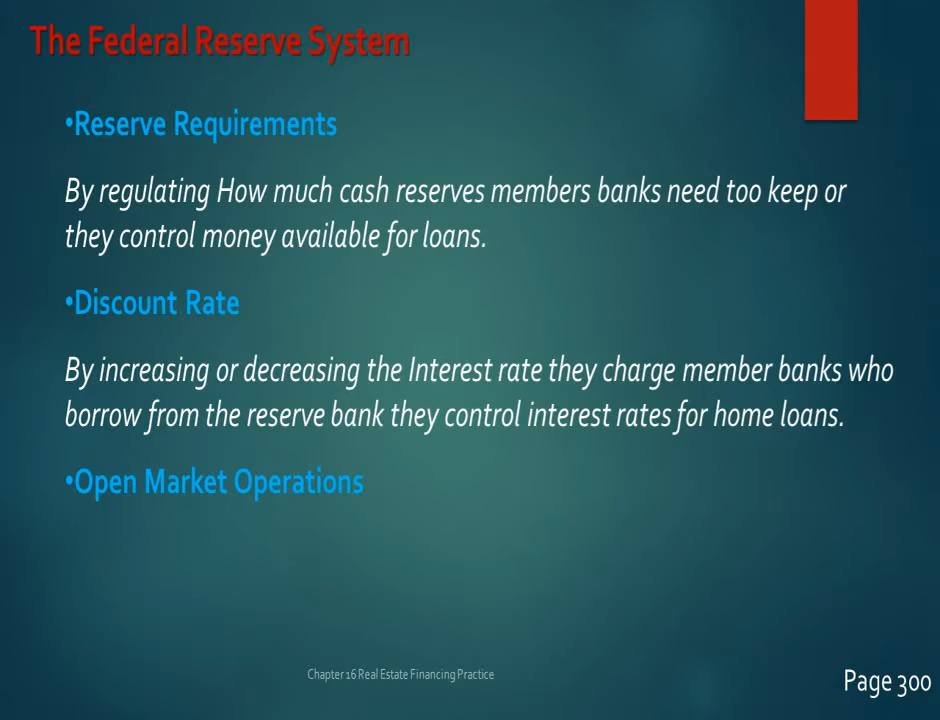 The Federal Reserve System
•Reserve Requirements
By regulating How much cash reserves members banks need too keep or
they control money available for loans.
•Discount Rate
By increasing or decreasing the Interest rate they charge member banks who
borrow from the reserve bank they control interest rates for home loans.
•Open Market Operations
Chapter 16 Real Estate Financing Practice
Page 300